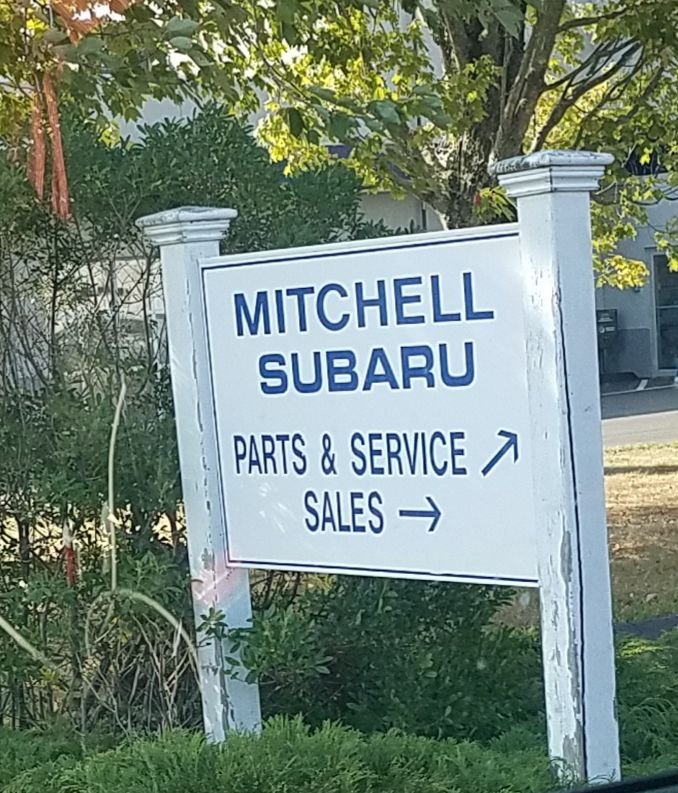 MITCHELL
SUBARU
PARTS & SERVICE ↗
SALES →